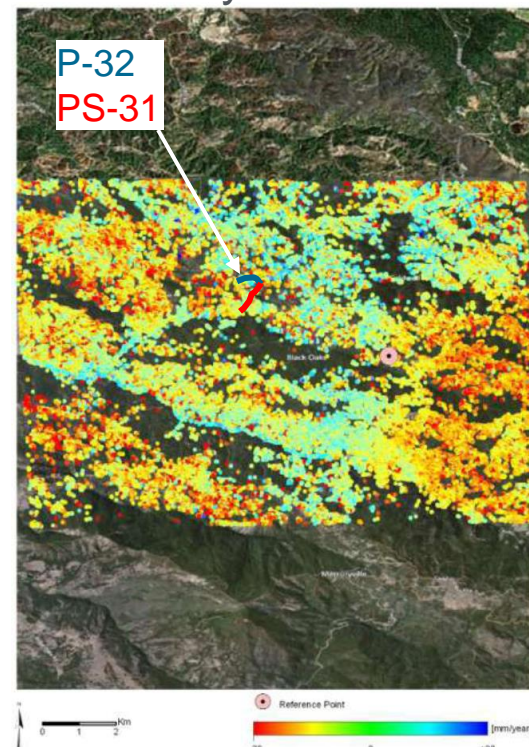 P-32
PS-31
Black Oaks
Reference Point
0 1 2 Km
[mm/year]